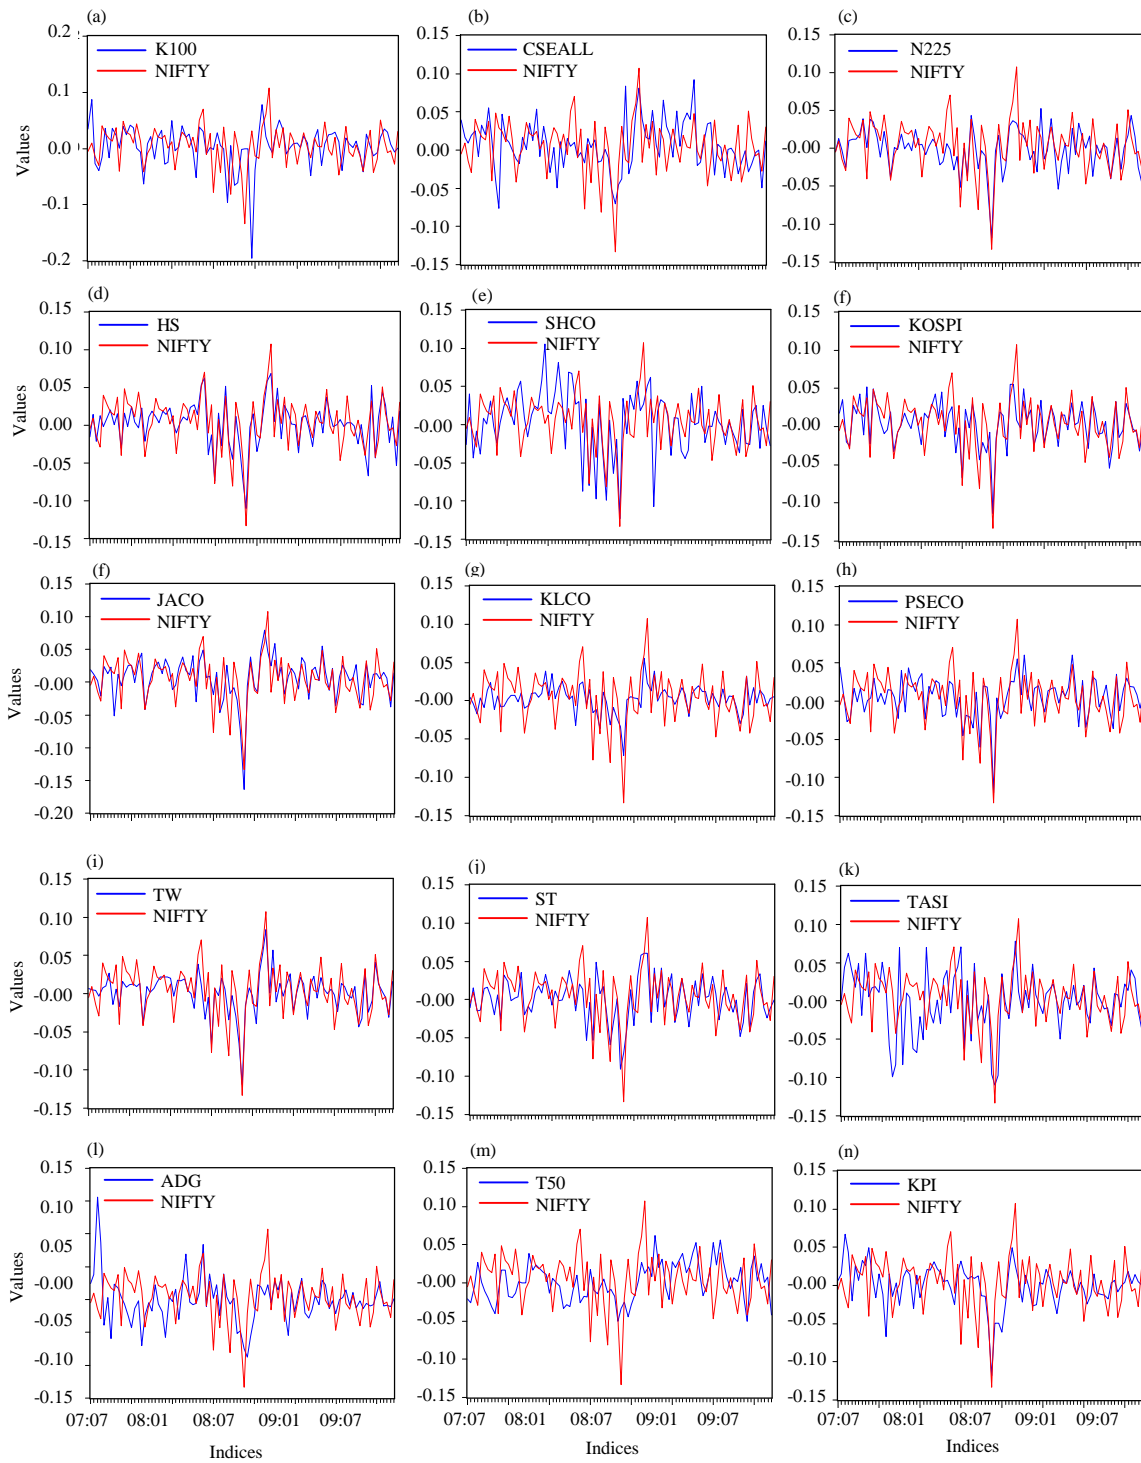 (a)
0.2
0.1
0.0
-0.1
-0.2
Values
K100
NIFTY
(b)
0.15
0.10
0.05
-0.00
-0.05
-0.10
-0.15
CSEALL
NIFTY
(c)
0.15
0.10
0.05
-0.00
-0.05
-0.10
-0.15
N225
NIFTY
(d)
0.15
0.10
0.05
-0.00
-0.05
-0.10
-0.15
Values
HS
NIFTY
(e)
0.15
0.10
0.05
-0.00
-0.05
-0.10
-0.15
SHCO
NIFTY
(f)
0.15
0.10
0.05
-0.00
-0.05
-0.10
-0.15
KOSPI
NIFTY
(f)
0.15
0.10
0.05
-0.00
-0.05
-0.10
-0.15
-0.20
Values
JACO
NIFTY
(g)
0.15
0.10
0.05
-0.00
-0.05
-0.10
-0.15
KLCO
NIFTY
(h)
0.15
0.10
0.05
-0.00
-0.05
-0.10
-0.15
PSECO
NIFTY
(i)
0.15
0.10
0.05
-0.00
-0.05
-0.10
-0.15
Values
TW
NIFTY
(j)
0.15
0.10
0.05
-0.00
-0.05
-0.10
-0.15
ST
NIFTY
(k)
0.15
0.10
0.05
-0.00
-0.05
-0.10
-0.15
TASI
NIFTY
(l)
0.15
0.10
0.05
-0.00
-0.05
-0.10
-0.15
Values
ADG
NIFTY
07:07 08:01 08:07 09:01 09:07
Indices
(m)
0.15
0.10
0.05
-0.00
-0.05
-0.10
-0.15
T50
NIFTY
07:07 08:01 08:07 09:01 09:07
Indices
(n)
0.15
0.10
0.05
-0.00
-0.05
-0.10
-0.15
KPI
NIFTY
07:07 08:01 08:07 09:01 09:07
Indices